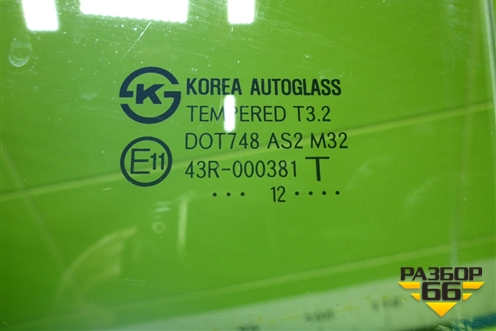 K KOREA AUTOGLASS
TEMPERED T3.2
DOT748 AS2 M32
E11 43R-000381 T
••• 12 ••••
РАЗБОР
66